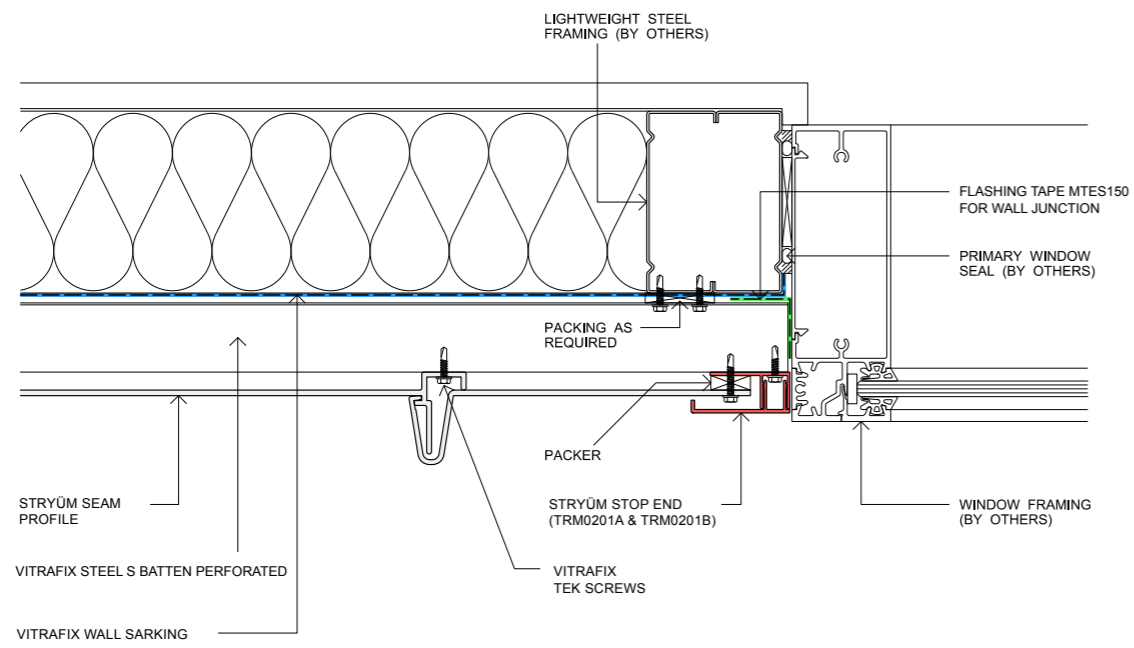 LIGHTWEIGHT STEEL
FRAMING (BY OTHERS)
FLASHING TAPE MTES150
FOR WALL JUNCTION
PRIMARY WINDOW
SEAL (BY OTHERS)
PACKING AS
REQUIRED
PACKER
STRYÜM SEAM
PROFILE
STRYÜM STOP END
(TRM0201A & TRM0201B)
WINDOW FRAMING
(BY OTHERS)
VITRAFIX STEEL S BATTEN PERFORATED
VITRAFIX
TEK SCREWS
VITRAFIX WALL SARKING